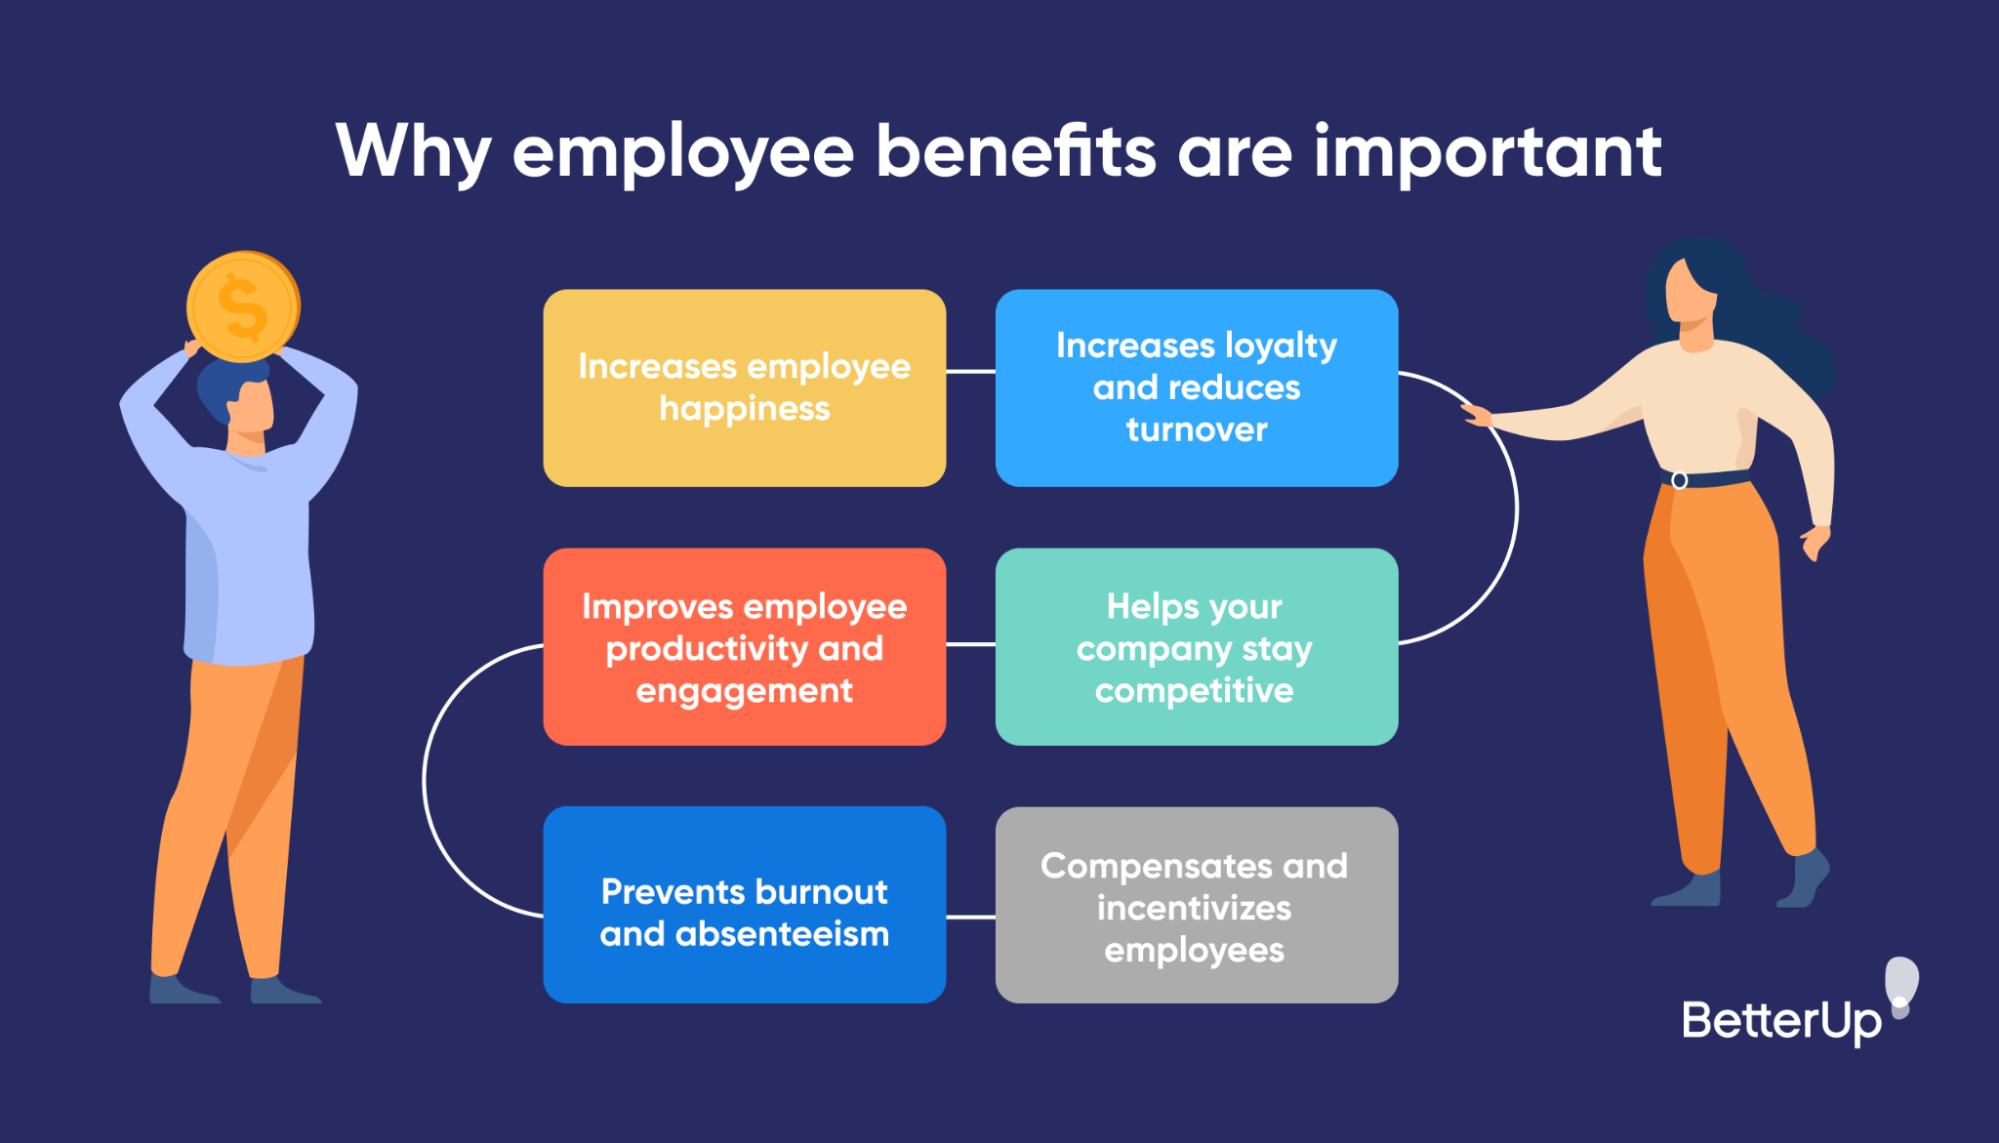 Why employee benefits are important
$
Increases employee
happiness
Increases loyalty
and reduces
turnover
Improves employee
productivity and
engagement
Helps your
company stay
competitive
Prevents burnout
and absenteeism
Compensates and
incentivizes
employees
BetterUp